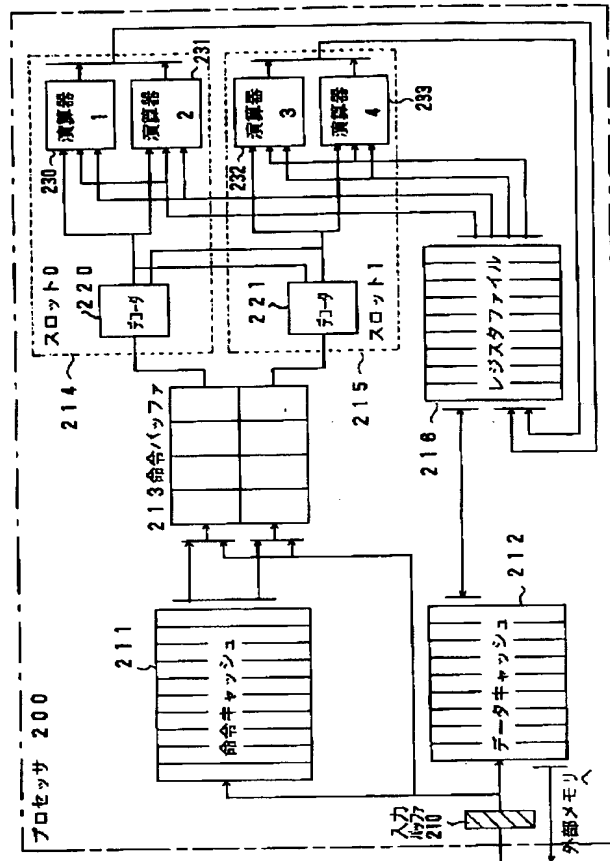 プロセッサ 200
入力
バッファ
210
外部メモリへ
211
命令キャッシュ
212
データキャッシュ
213命令バッファ
214
スロット0
220
デコーダ
230
演算器
1
231
演算器
2
215
スロット1
221
デコーダ
232
演算器
3
233
演算器
4
216
レジスタファイル